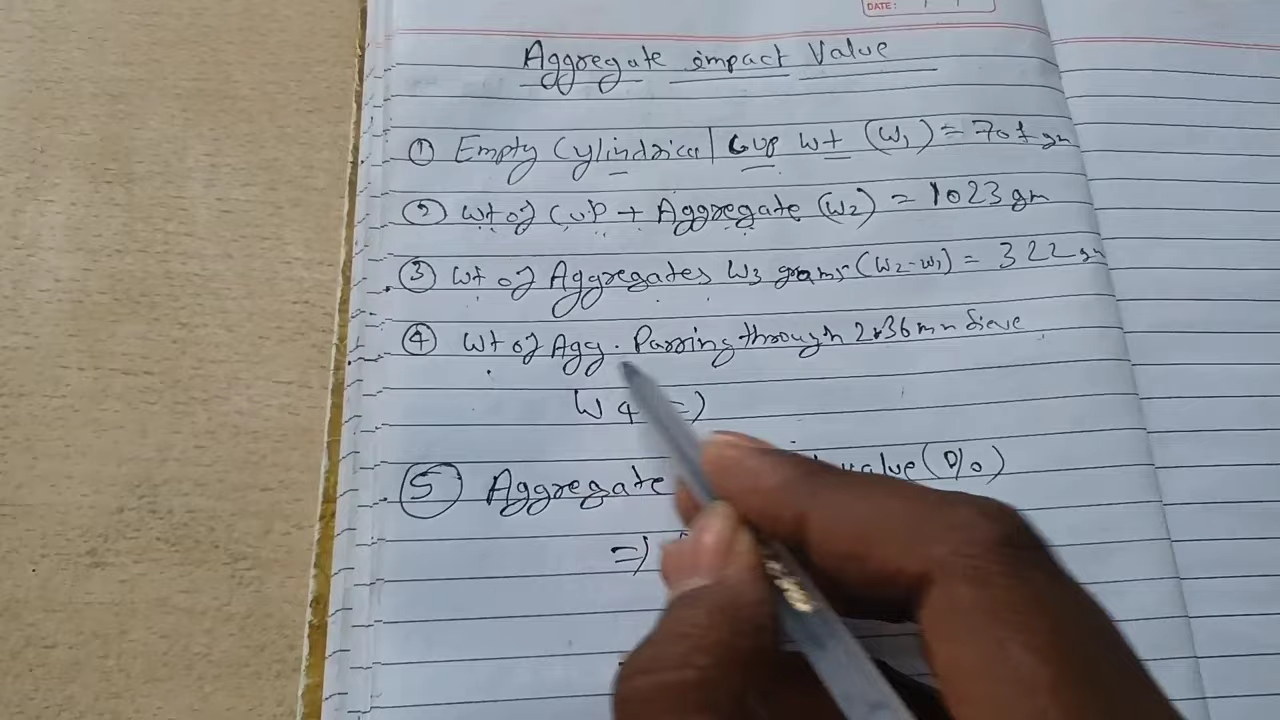 DATE:
Aggregate impact Value
① Empty Cylindrical Cup wt (W₁) = 701 gm
② Wt of Cup + Aggregate (W₂) = 1023 gm
③ Wt of Aggregates W₃ grams (W₂-W₁) = 322 gm
④ Wt of Agg. Passing through 2.36mm Sieve
W4 =)
⑤ Aggregate value (%)
=)